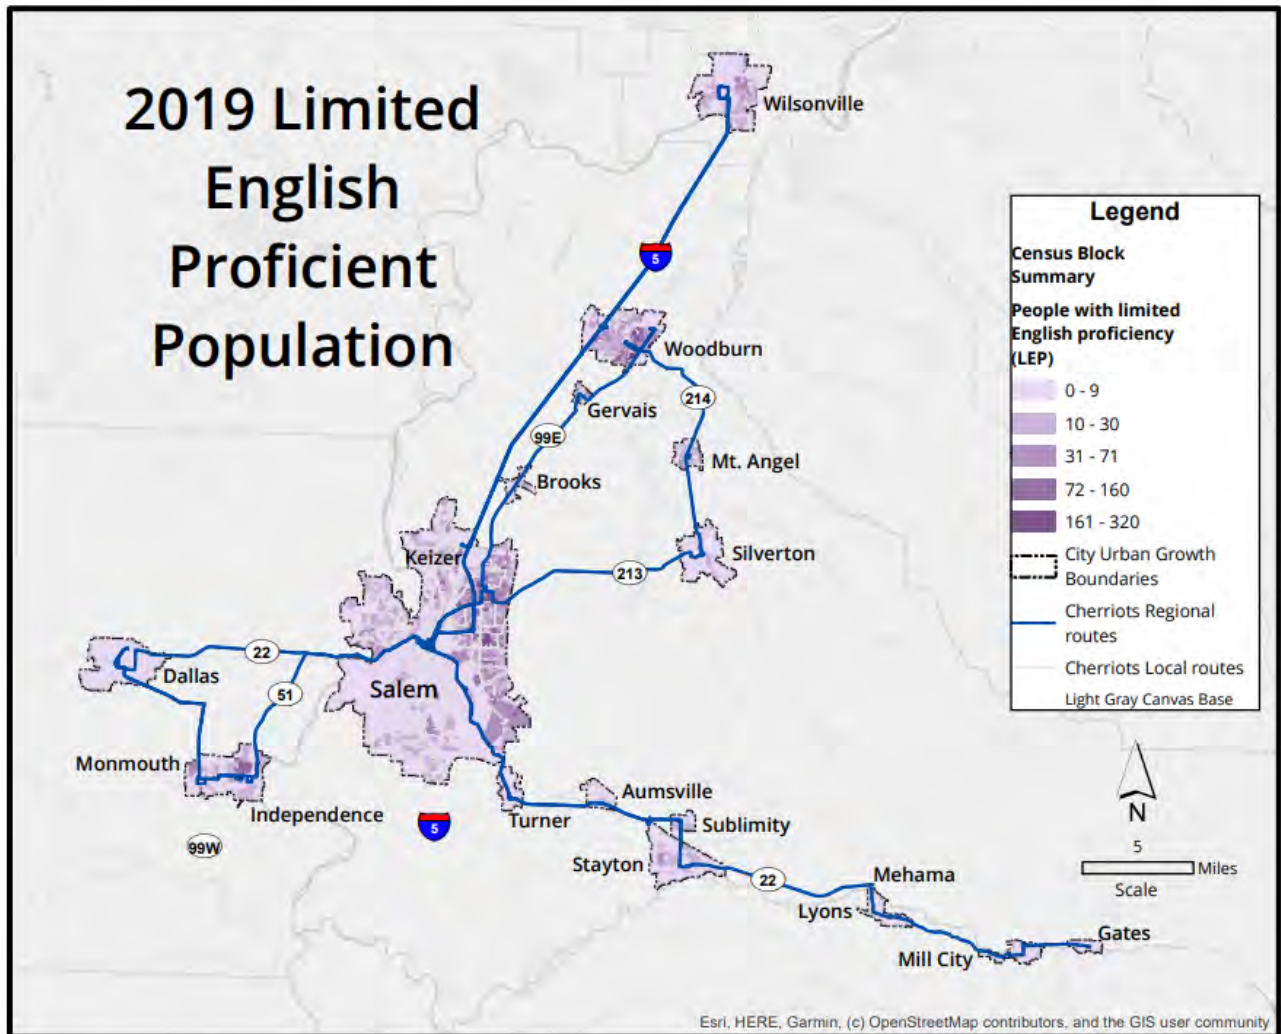 2019 Limited
English
Proficient
Population
Wilsonville
5
Woodburn
Gervais
214
99E
Mt. Angel
Brooks
Keizer
Silverton
213
22
Dallas
51
Salem
Monmouth
Independence
99W
5
Turner
Aumsville
Sublimity
Stayton
22
Mehama
Lyons
Mill City
Gates
Legend
Census Block
Summary
People with limited
English proficiency
(LEP)
0 - 9
10 - 30
31 - 71
72 - 160
161 - 320
City Urban Growth
Boundaries
Cherriots Regional
routes
Cherriots Local routes
Light Gray Canvas Base
N
5
Miles
Scale
Esri, HERE, Garmin, (c) OpenStreetMap contributors, and the GIS user community